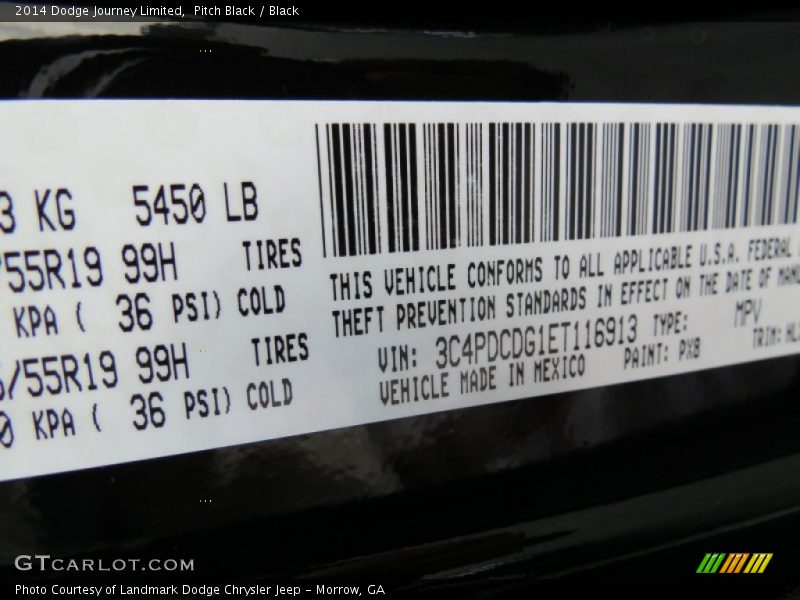 2014 Dodge Journey Limited, Pitch Black / Black
3 KG 5450 LB
/55R19 99H TIRES
KPA ( 36 PSI) COLD
/55R19 99H TIRES
0 KPA ( 36 PSI) COLD
THIS VEHICLE CONFORMS TO ALL APPLICABLE U.S.A. FEDERAL
THEFT PREVENTION STANDARDS IN EFFECT ON THE DATE OF
VIN: 3C4PDCDG1ET116913 TYPE: MPV
VEHICLE MADE IN MEXICO PAINT: PX8 TRIM:
GTCARLOT.COM
Photo Courtesy of Landmark Dodge Chrysler Jeep - Morrow, GA